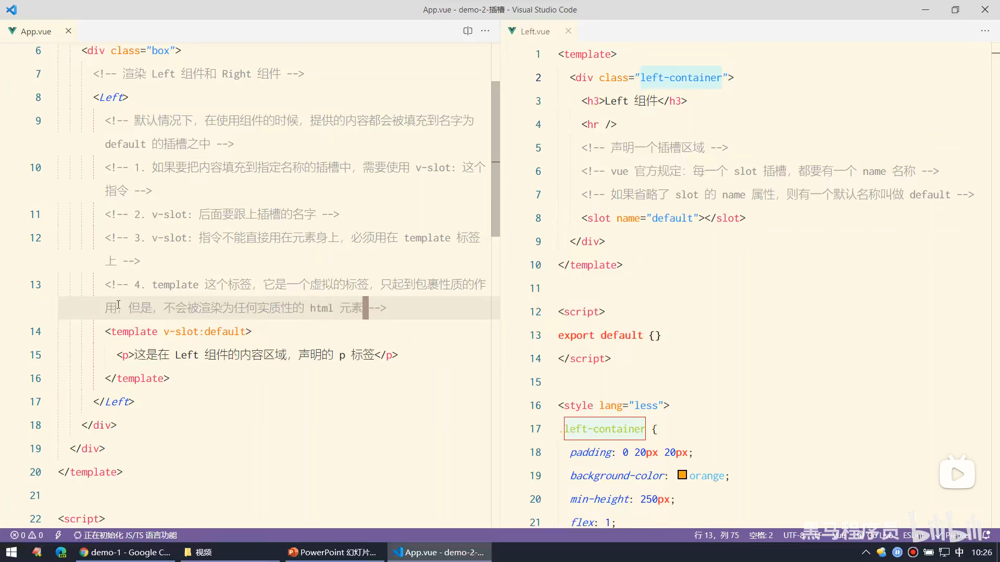 App.vue - demo-2-插槽 - Visual Studio Code
App.vue
6 <div class="box">
7 <!-- 渲染 Left 组件和 Right 组件 -->
8 <Left>
9 <!-- 默认情况下，在使用组件的时候，提供的内容都会被填充到名字为
default 的插槽之中 -->
10 <!-- 1. 如果要把内容填充到指定名称的插槽中，需要使用 v-slot: 这个
指令 -->
11 <!-- 2. v-slot: 后面要跟上插槽的名字 -->
12 <!-- 3. v-slot: 指令不能直接用在元素身上，必须用在 template 标签
上 -->
13 <!-- 4. template 这个标签，它是一个虚拟的标签，只起到包裹性质的作
用，但是，不会被渲染为任何实质性的 html 元素 -->
14 <template v-slot:default>
15 <p>这是在 Left 组件的内容区域，声明的 p 标签</p>
16 </template>
17 </Left>
18 </div>
19 </div>
20 </template>
21
22 <script>
Left.vue
1 <template>
2 <div class="left-container">
3 <h3>Left 组件</h3>
4 <hr />
5 <!-- 声明一个插槽区域 -->
6 <!-- vue 官方规定：每一个 slot 插槽，都要有一个 name 名称 -->
7 <!-- 如果省略了 slot 的 name 属性，则有一个默认名称叫做 default -->
8 <slot name="default"></slot>
9 </div>
10 </template>
11
12 <script>
13 export default {}
14 </script>
15
16 <style lang="less">
17 .left-container {
18 padding: 0 20px 20px;
19 background-color: orange;
20 min-height: 250px;
21 flex: 1;
黑马程序员 bilibili
0 0 正在初始化 JS/TS 语言功能 行 13，列 75 空格: 2 UTF-8 LF Vue Go Live ESLint Prettier
demo-1 - Google C... 视频 PowerPoint 幻灯片... App.vue - demo-2-... 中 10:26